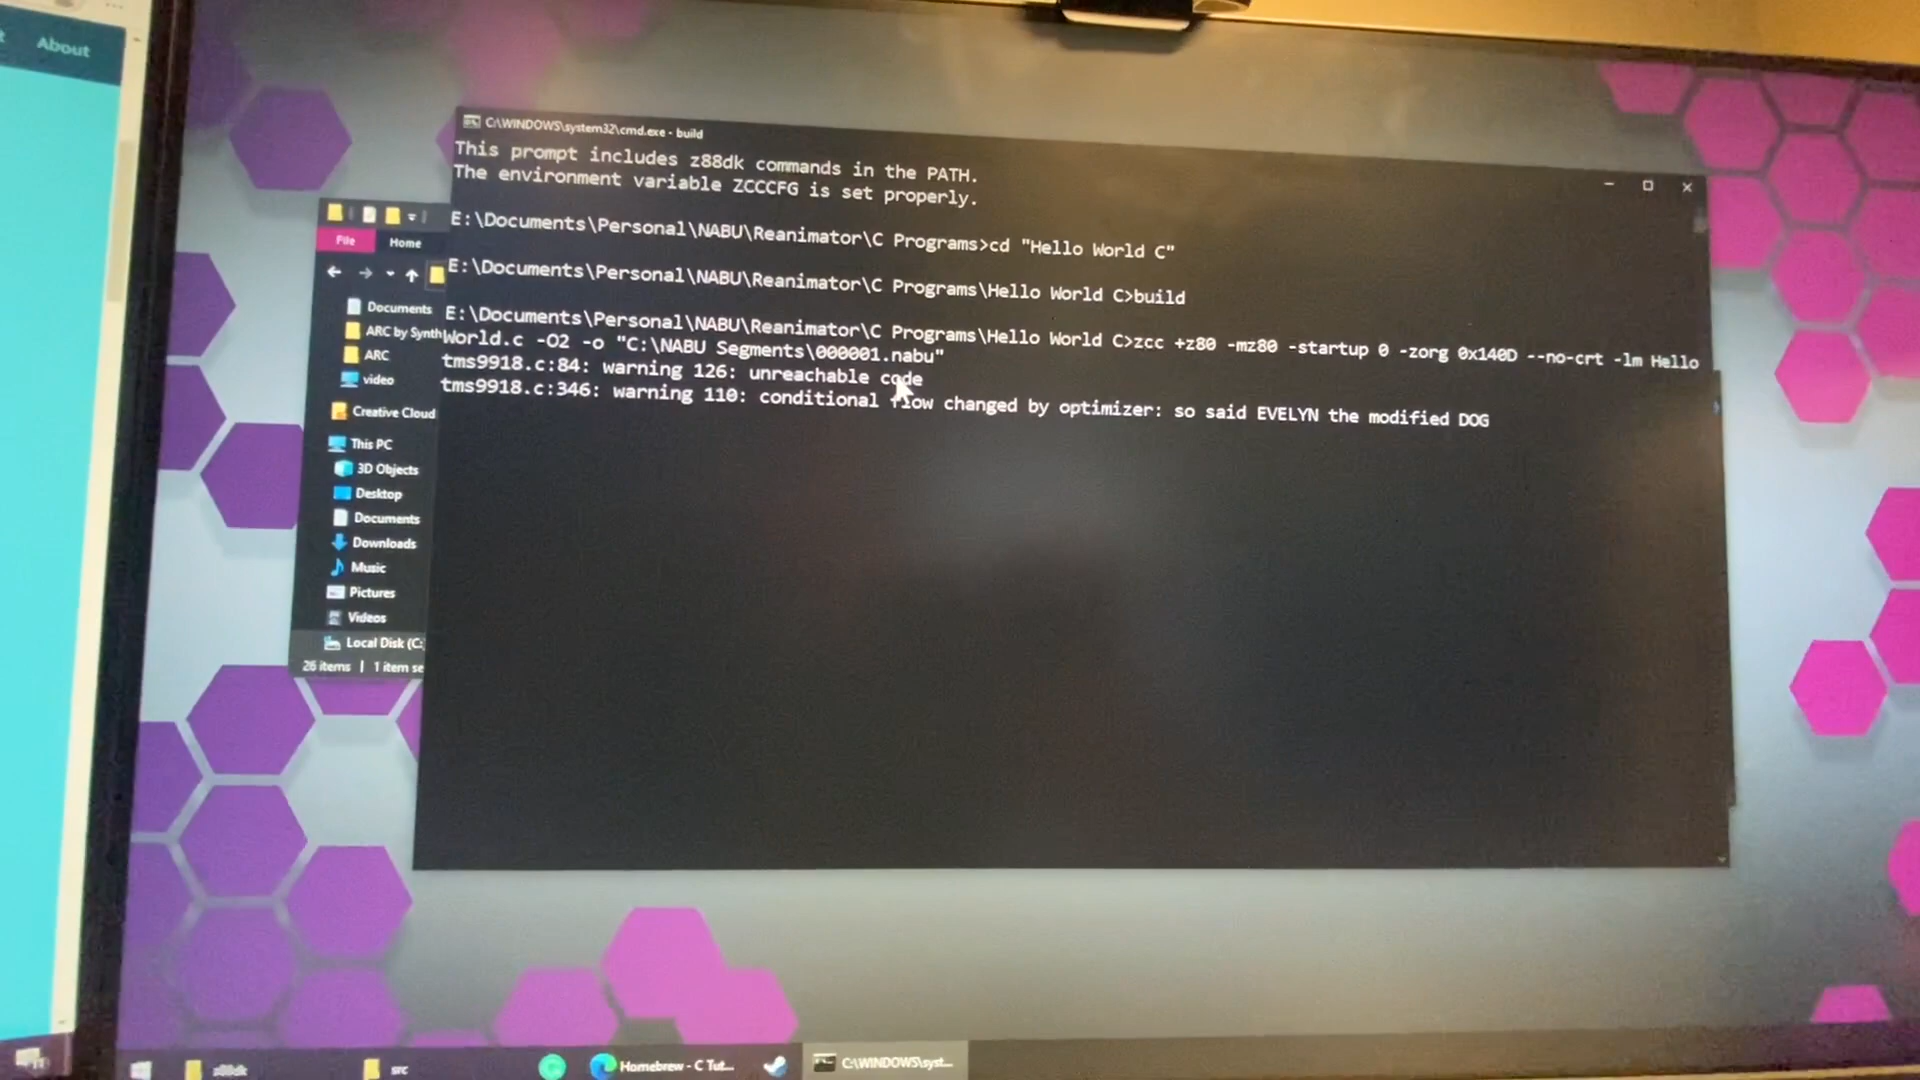 About
C:\WINDOWS\system32\cmd.exe - build
This prompt includes z88dk commands in the PATH.
The environment variable ZCCCFG is set properly.
E:\Documents\Personal\NABU\Reanimator\C Programs>cd "Hello World C"
E:\Documents\Personal\NABU\Reanimator\C Programs\Hello World C>build
E:\Documents\Personal\NABU\Reanimator\C Programs\Hello World C>zcc +z80 -mz80 -startup 0 -zorg 0x140D --no-crt -lm Hello
World.c -O2 -o "C:\NABU Segments\000001.nabu"
tms9918.c:84: warning 126: unreachable code
tms9918.c:346: warning 110: conditional flow changed by optimizer: so said EVELYN the modified DOG
File
Home
Documents
ARC by Synth
ARC
video
Creative Cloud
This PC
3D Objects
Desktop
Documents
Downloads
Music
Pictures
Videos
Local Disk (C:
26 items
1 item se
z88dk
src
Homebrew - C Tut...
C:\WINDOWS\syst...